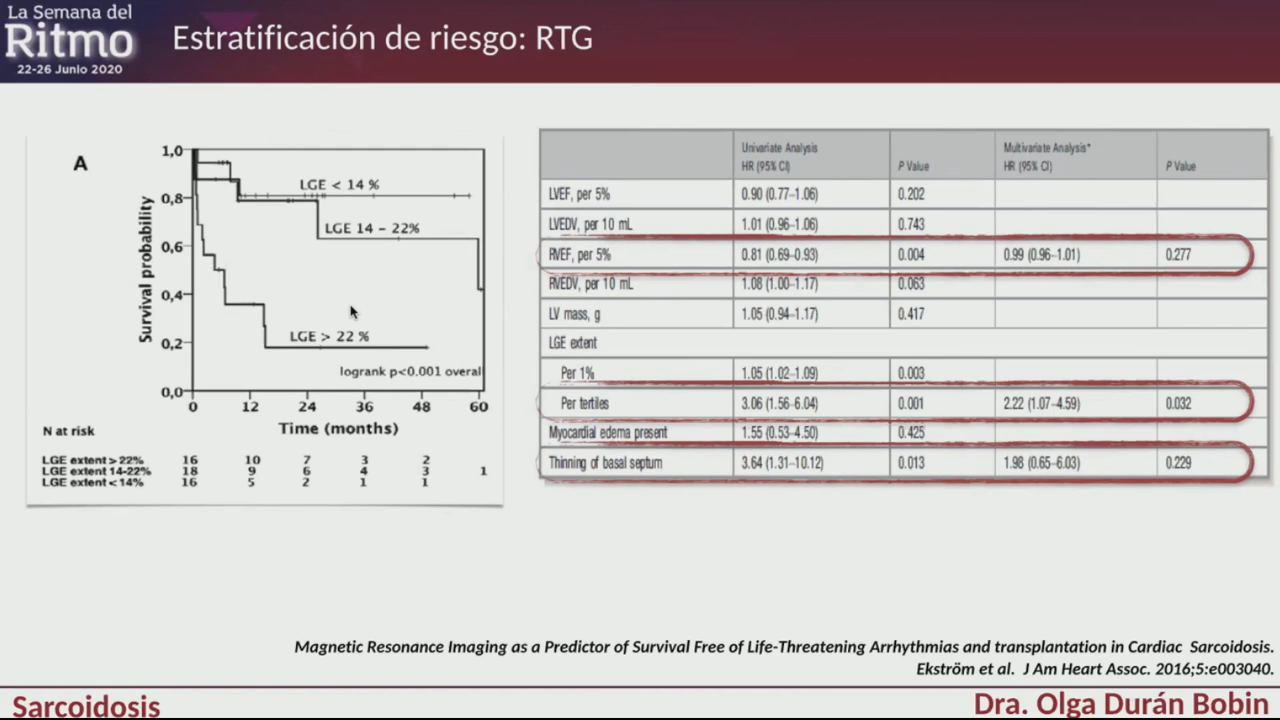 La Semana del
Ritmo
22-26 Junio 2020
Estratificación de riesgo: RTG
A
Survival probability
1,0
0,8
0,6
0,4
0,2
0,0
LGE < 14 %
LGE 14 - 22%
LGE > 22 %
logrank p<0.001 overal
0 12 24 36 48 60
Time (months)
N at risk
LGE extent > 22% 16 10 7 3 2
LGE extent 14-22% 18 9 6 4 3 1
LGE extent < 14% 16 5 2 1 1
Univariate Analysis Multivariate Analysis*
HR (95% CI) P Value HR (95% CI) P Value
LVEF, per 5% 0.90 (0.77–1.06) 0.202
LVEDV, per 10 mL 1.01 (0.96–1.06) 0.743
RVEF, per 5% 0.81 (0.69–0.93) 0.004 0.99 (0.96–1.01) 0.277
RVEDV, per 10 mL 1.08 (1.00–1.17) 0.063
LV mass, g 1.05 (0.94–1.17) 0.417
LGE extent
Per 1% 1.05 (1.02–1.09) 0.003
Per tertiles 3.06 (1.56–6.04) 0.001 2.22 (1.07–4.59) 0.032
Myocardial edema present 1.55 (0.53–4.50) 0.425
Thinning of basal septum 3.64 (1.31–10.12) 0.013 1.98 (0.65–6.03) 0.229
Magnetic Resonance Imaging as a Predictor of Survival Free of Life-Threatening Arrhythmias and transplantation in Cardiac Sarcoidosis.
Ekström et al. J Am Heart Assoc. 2016;5:e003040.
Sarcoidosis
Dra. Olga Durán Bobin